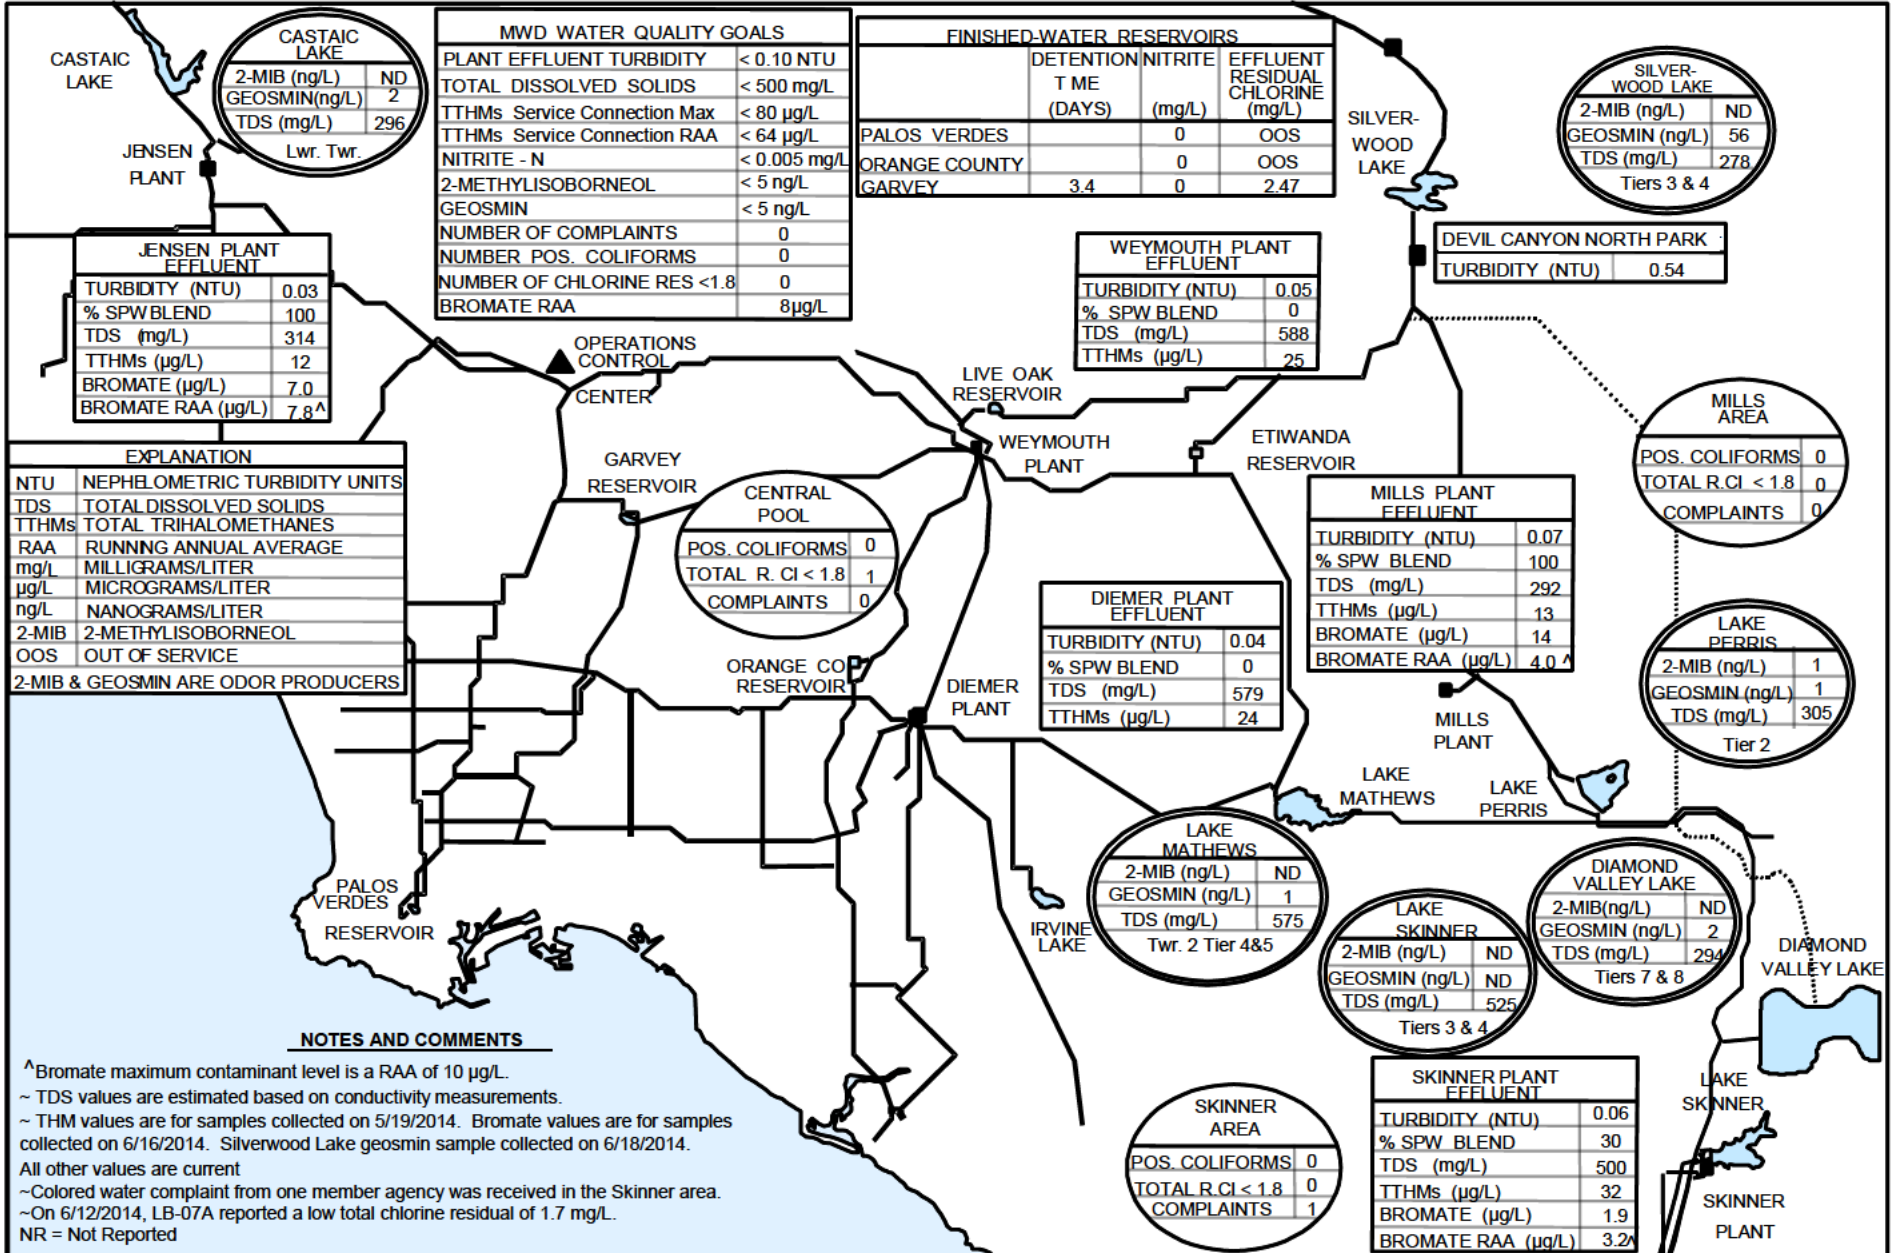 CASTAIC
LAKE
CASTAIC
LAKE
2-MIB (ng/L) ND
GEOSMIN(ng/L) 2
TDS (mg/L) 296
Lwr. Twr.
JENSEN
PLANT
MWD WATER QUALITY GOALS
PLANT EFFLUENT TURBIDITY < 0.10 NTU
TOTAL DISSOLVED SOLIDS < 500 mg/L
TTHMs Service Connection Max < 80 µg/L
TTHMs Service Connection RAA < 64 µg/L
NITRITE - N < 0.005 mg/L
2-METHYLISOBORNEOL < 5 ng/L
GEOSMIN < 5 ng/L
NUMBER OF COMPLAINTS 0
NUMBER POS. COLIFORMS 0
NUMBER OF CHLORINE RES <1.8 0
BROMATE RAA 8µg/L
FINISHED-WATER RESERVOIRS
DETENTION NITRITE EFFLUENT
T ME RESIDUAL
CHLORINE
(DAYS) (mg/L) (mg/L)
PALOS VERDES 0 OOS
ORANGE COUNTY 0 OOS
GARVEY 3.4 0 2.47
SILVER-
WOOD
LAKE
SILVER-
WOOD LAKE
2-MIB (ng/L) ND
GEOSMIN (ng/L) 56
TDS (mg/L) 278
Tiers 3 & 4
DEVIL CANYON NORTH PARK
TURBIDITY (NTU) 0.54
JENSEN PLANT
EFFLUENT
TURBIDITY (NTU) 0.03
% SPW BLEND 100
TDS (mg/L) 314
TTHMs (µg/L) 12
BROMATE (µg/L) 7.0
BROMATE RAA (µg/L) 7.8^
OPERATIONS
CONTROL
CENTER
WEYMOUTH PLANT
EFFLUENT
TURBIDITY (NTU) 0.05
% SPW BLEND 0
TDS (mg/L) 588
TTHMs (µg/L) 25
LIVE OAK
RESERVOIR
WEYMOUTH
PLANT
ETIWANDA
RESERVOIR
MILLS
AREA
POS. COLIFORMS 0
TOTAL R.Cl < 1.8 0
COMPLAINTS 0
EXPLANATION
NTU NEPHELOMETRIC TURBIDITY UNITS
TDS TOTAL DISSOLVED SOLIDS
TTHMs TOTAL TRIHALOMETHANES
RAA RUNNING ANNUAL AVERAGE
mg/L MILLIGRAMS/LITER
µg/L MICROGRAMS/LITER
ng/L NANOGRAMS/LITER
2-MIB 2-METHYLISOBORNEOL
OOS OUT OF SERVICE
2-MIB & GEOSMIN ARE ODOR PRODUCERS
GARVEY
RESERVOIR
CENTRAL
POOL
POS. COLIFORMS 0
TOTAL R. Cl < 1.8 1
COMPLAINTS 0
MILLS PLANT
EFFLUENT
TURBIDITY (NTU) 0.07
% SPW BLEND 100
TDS (mg/L) 292
TTHMs (µg/L) 13
BROMATE (µg/L) 14
BROMATE RAA (µg/L) 4.0 ^
DIEMER PLANT
EFFLUENT
TURBIDITY (NTU) 0.04
% SPW BLEND 0
TDS (mg/L) 579
TTHMs (µg/L) 24
ORANGE CO
RESERVOIR
DIEMER
PLANT
MILLS
PLANT
LAKE
PERRIS
2-MIB (ng/L) 1
GEOSMIN (ng/L) 1
TDS (mg/L) 305
Tier 2
LAKE
MATHEWS
LAKE
PERRIS
LAKE
MATHEWS
2-MIB (ng/L) ND
GEOSMIN (ng/L) 1
TDS (mg/L) 575
Twr. 2 Tier 4&5
DIAMOND
VALLEY LAKE
2-MIB(ng/L) ND
GEOSMIN (ng/L) 2
TDS (mg/L) 294
Tiers 7 & 8
LAKE
SKINNER
2-MIB (ng/L) ND
GEOSMIN (ng/L) ND
TDS (mg/L) 525
Tiers 3 & 4
PALOS
VERDES
RESERVOIR
IRVINE
LAKE
DIAMOND
VALLEY LAKE
NOTES AND COMMENTS
^Bromate maximum contaminant level is a RAA of 10 µg/L.
~ TDS values are estimated based on conductivity measurements.
~ THM values are for samples collected on 5/19/2014. Bromate values are for samples
collected on 6/16/2014. Silverwood Lake geosmin sample collected on 6/18/2014.
All other values are current
~Colored water complaint from one member agency was received in the Skinner area.
~On 6/12/2014, LB-07A reported a low total chlorine residual of 1.7 mg/L.
NR = Not Reported
SKINNER
AREA
POS. COLIFORMS 0
TOTAL R.Cl < 1.8 0
COMPLAINTS 1
SKINNER PLANT
EFFLUENT
TURBIDITY (NTU) 0.06
% SPW BLEND 30
TDS (mg/L) 500
TTHMs (µg/L) 32
BROMATE (µg/L) 1.9
BROMATE RAA (µg/L) 3.2^
LAKE
SKINNER
SKINNER
PLANT